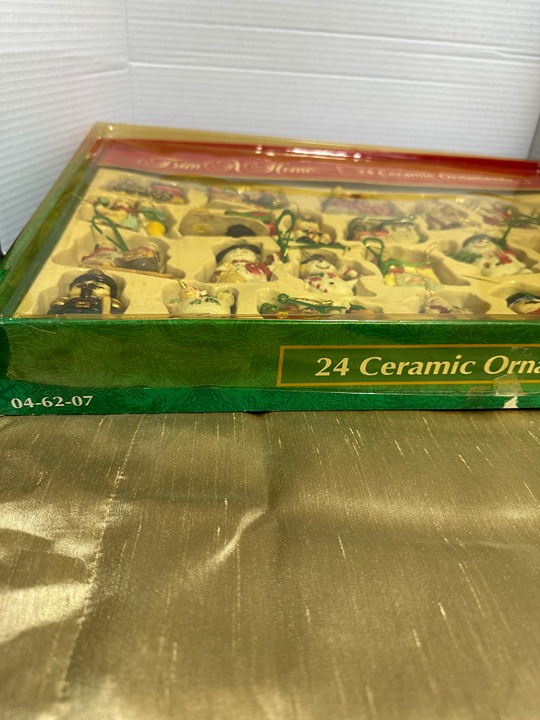 Trim A Home
24 Ceramic Ornaments
24 Ceramic Orna
04-62-07